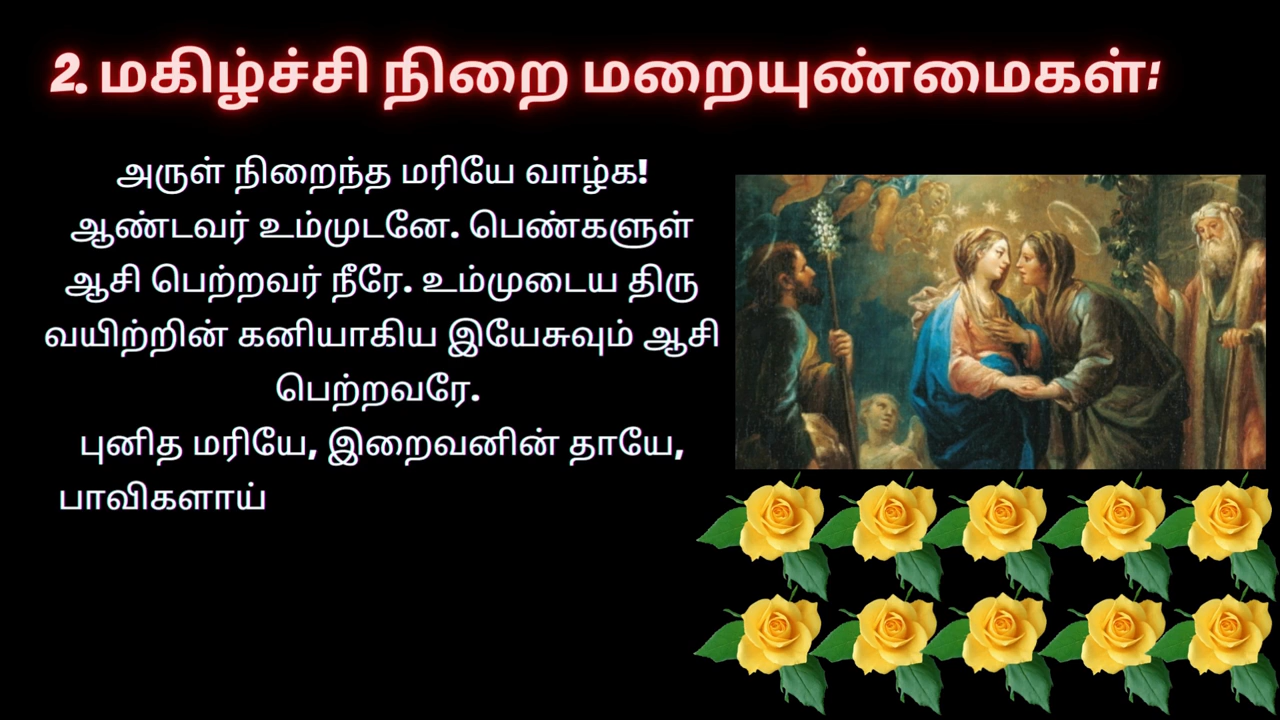 2. மகிழ்ச்சி நிறை மறையுண்மைகள்!
அருள் நிறைந்த மரியே வாழ்க!
ஆண்டவர் உம்முடனே. பெண்களுள்
ஆசி பெற்றவர் நீரே. உம்முடைய திரு
வயிற்றின் கனியாகிய இயேசுவும் ஆசி
பெற்றவரே.
புனித மரியே, இறைவனின் தாயே,
பாவிகளாய்